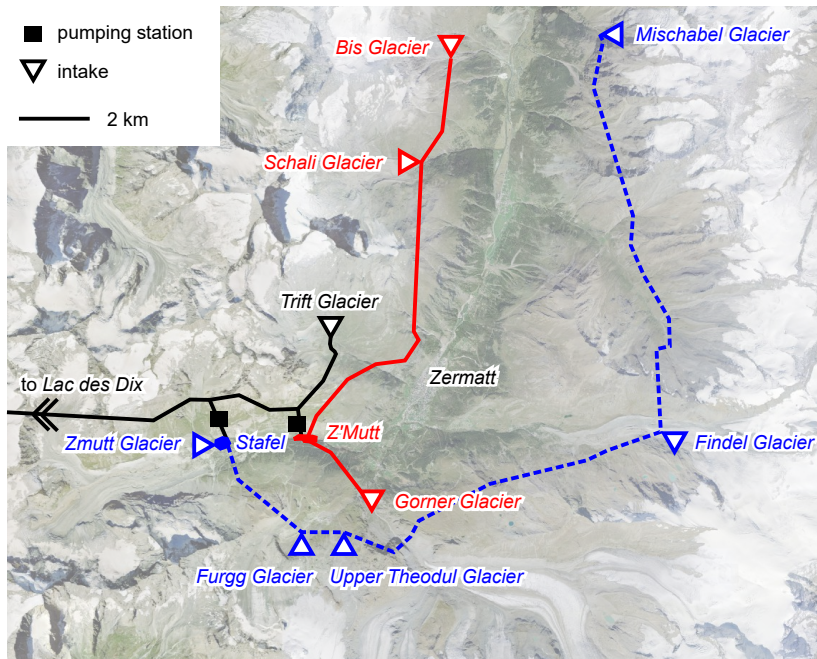 pumping station
intake
2 km
Bis Glacier
Mischabel Glacier
Schali Glacier
Trift Glacier
Zermatt
to Lac des Dix
Zmutt Glacier
Stafel
Z'Mutt
Findel Glacier
Gorner Glacier
Furgg Glacier
Upper Theodul Glacier